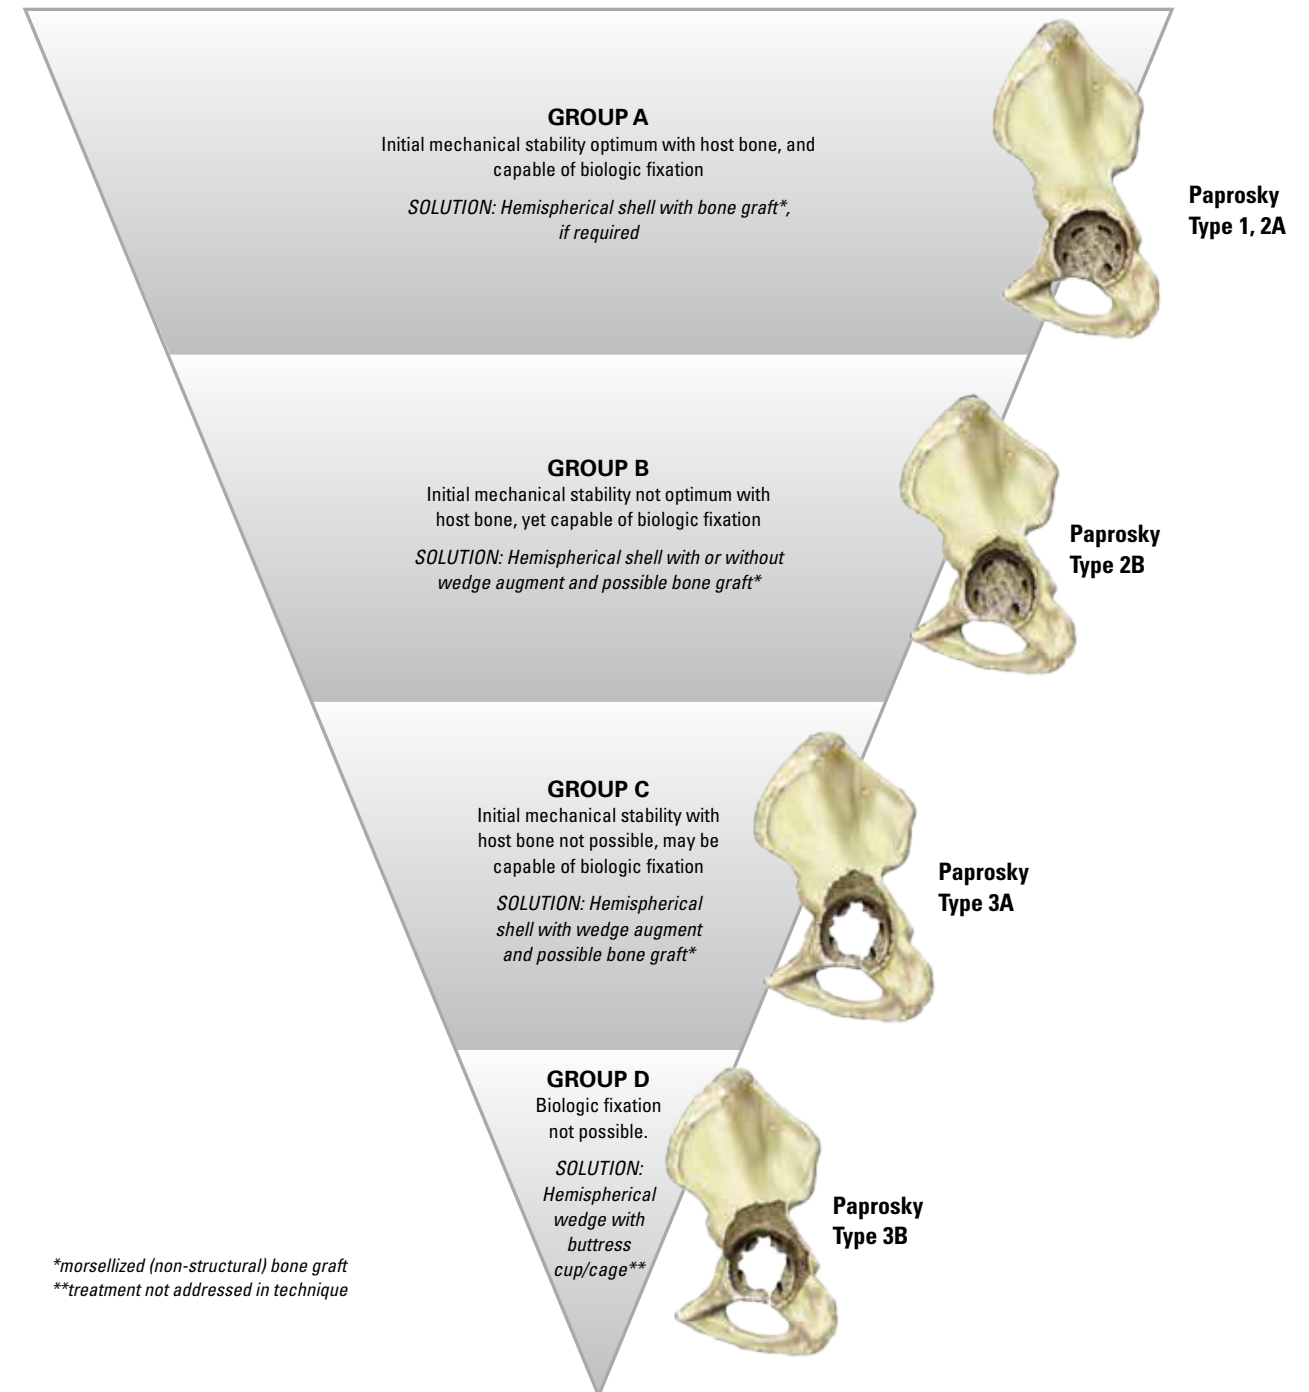 GROUP A
Initial mechanical stability optimum with host bone, and
capable of biologic fixation
SOLUTION: Hemispherical shell with bone graft*,
if required
Paprosky
Type 1, 2A
GROUP B
Initial mechanical stability not optimum with
host bone, yet capable of biologic fixation
SOLUTION: Hemispherical shell with or without
wedge augment and possible bone graft*
Paprosky
Type 2B
GROUP C
Initial mechanical stability with
host bone not possible, may be
capable of biologic fixation
SOLUTION: Hemispherical
shell with wedge augment
and possible bone graft*
Paprosky
Type 3A
GROUP D
Biologic fixation
not possible.
SOLUTION:
Hemispherical
wedge with
buttress
cup/cage**
Paprosky
Type 3B
*morsellized (non-structural) bone graft
**treatment not addressed in technique